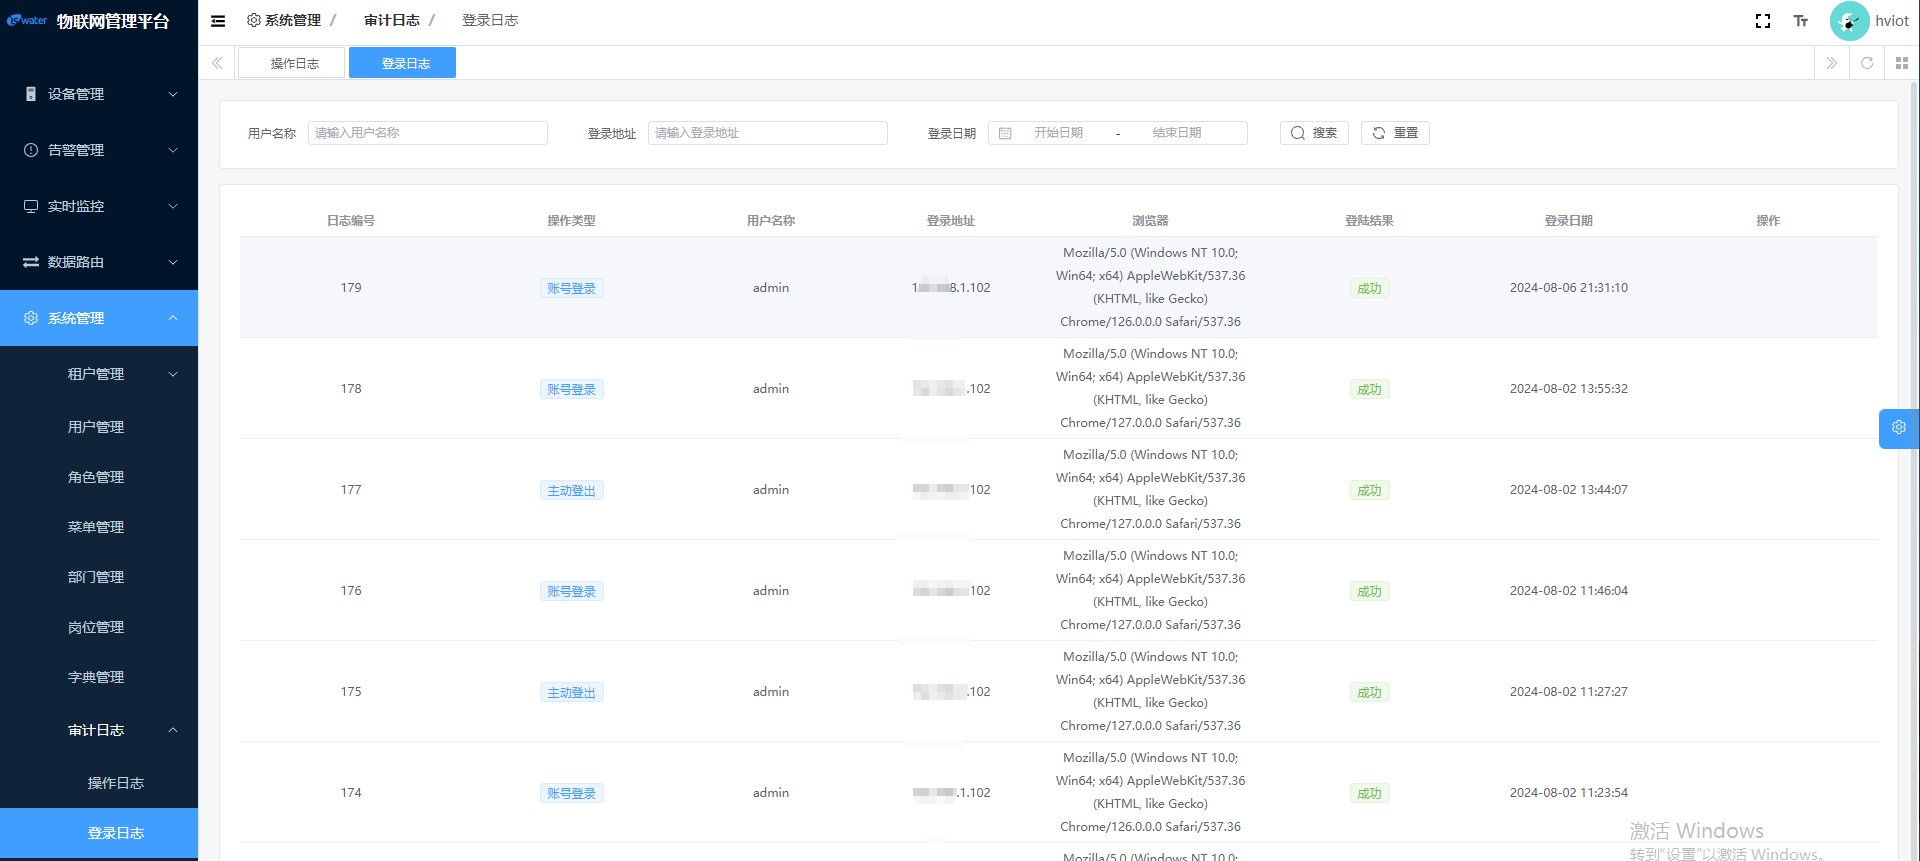 water 物联网管理平台
系统管理 / 审计日志 / 登录日志
hviot
操作日志 登录日志
设备管理
告警管理
实时监控
数据路由
系统管理
租户管理
用户管理
角色管理
菜单管理
部门管理
岗位管理
字典管理
审计日志
操作日志
登录日志
用户名称 请输入用户名称 登录地址 请输入登录地址 登录日期 开始日期 - 结束日期 搜索 重置
日志编号 操作类型 用户名称 登录地址 浏览器 登陆结果 登录日期 操作
Mozilla/5.0 (Windows NT 10.0;
Win64; x64) AppleWebKit/537.36
179 账号登录 admin 1 8.1.102 成功 2024-08-06 21:31:10
(KHTML, like Gecko)
Chrome/126.0.0.0 Safari/537.36
Mozilla/5.0 (Windows NT 10.0;
Win64; x64) AppleWebKit/537.36
178 账号登录 admin .102 成功 2024-08-02 13:55:32
(KHTML, like Gecko)
Chrome/127.0.0.0 Safari/537.36
Mozilla/5.0 (Windows NT 10.0;
Win64; x64) AppleWebKit/537.36
177 主动登出 admin 102 成功 2024-08-02 13:44:07
(KHTML, like Gecko)
Chrome/127.0.0.0 Safari/537.36
Mozilla/5.0 (Windows NT 10.0;
Win64; x64) AppleWebKit/537.36
176 账号登录 admin 102 成功 2024-08-02 11:46:04
(KHTML, like Gecko)
Chrome/127.0.0.0 Safari/537.36
Mozilla/5.0 (Windows NT 10.0;
Win64; x64) AppleWebKit/537.36
175 主动登出 admin .102 成功 2024-08-02 11:27:27
(KHTML, like Gecko)
Chrome/127.0.0.0 Safari/537.36
Mozilla/5.0 (Windows NT 10.0;
Win64; x64) AppleWebKit/537.36
174 账号登录 admin .1.102 成功 2024-08-02 11:23:54
(KHTML, like Gecko)
Chrome/126.0.0.0 Safari/537.36
Mozilla/5.0 (Windows NT 10.0;
激活 Windows
转到"设置"以激活 Windows。